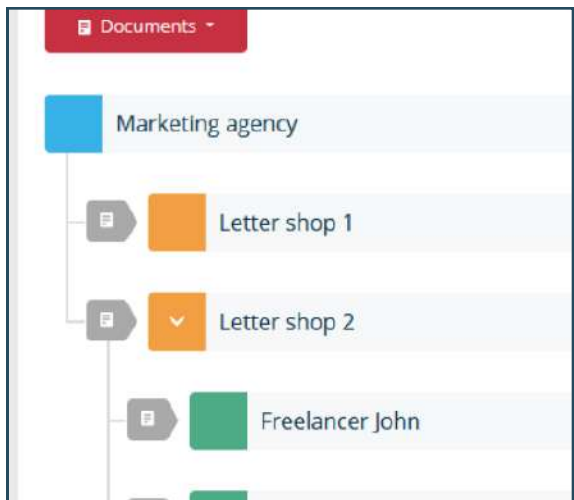 Documents
Marketing agency
Letter shop 1
Letter shop 2
Freelancer John